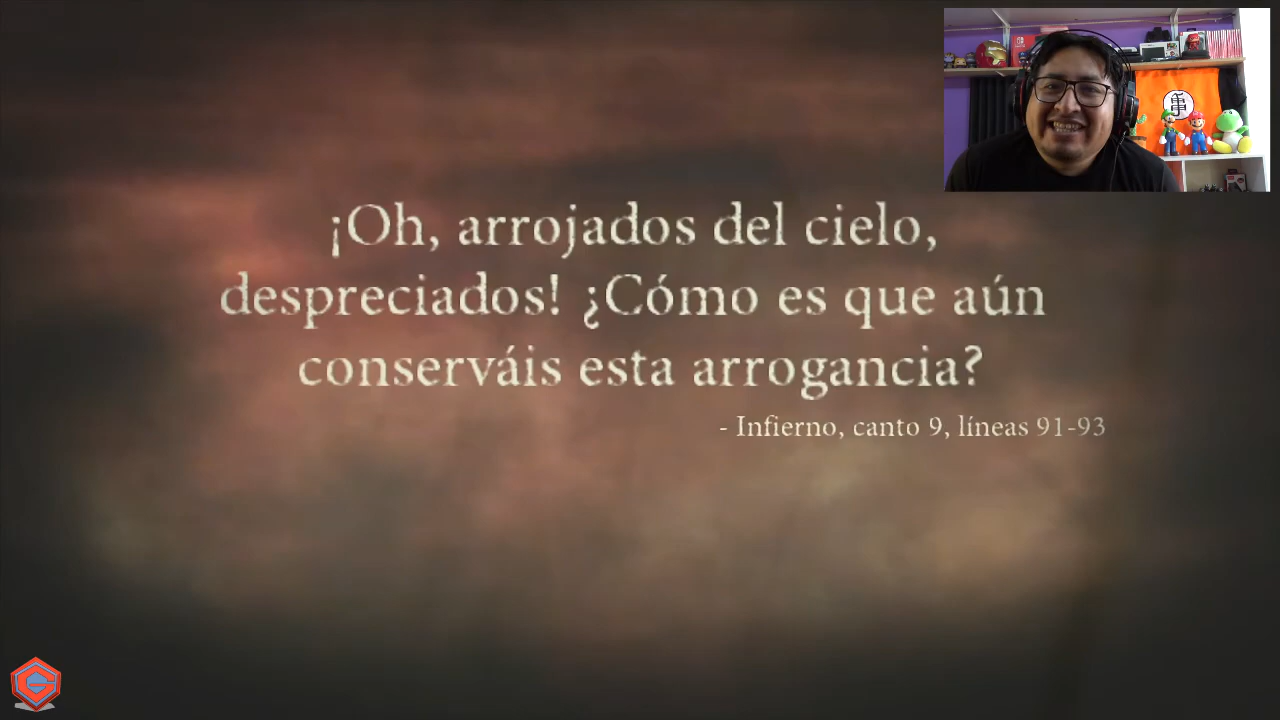 ¡Oh, arrojados del cielo,
despreciados! ¿Cómo es que aún
conserváis esta arrogancia?
- Infierno, canto 9, líneas 91-93